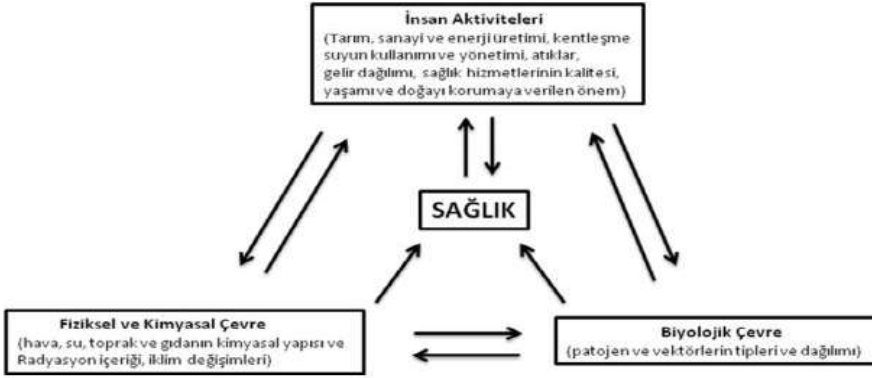 İnsan Aktiviteleri
(Tarım, sanayi ve enerji üretimi, kentleşme
suyun kullanımı ve yönetimi, atıklar,
gelir dağılımı, sağlık hizmetlerinin kalitesi,
yaşamı ve doğayı korumaya verilen önem)
SAĞLIK
Fiziksel ve Kimyasal Çevre
(hava, su, toprak ve gıdanın kimyasal yapısı ve
Radyasyon içeriği, iklim değişimleri)
Biyolojik Çevre
(patojen ve vektörlerin tipleri ve dağılımı)